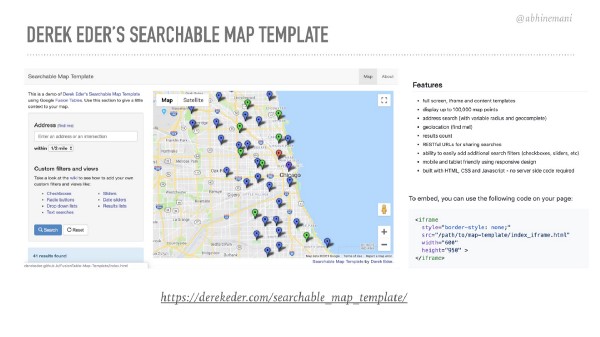 @abhinemani
DEREK EDER'S SEARCHABLE MAP TEMPLATE
Searchable Map Template
Map
About
This is a demo of Derek Eder's Searchable Map Template
using Google Fusion Tables. Use this section to give a little
context to your map.
Address (find me)
Enter an address or an intersection
within 1/2 mile
Custom filters and views
Take a look at the wiki to see how to add your own
custom filters and views like:
Checkboxes
Radio buttons
Drop down lists
Text searches
Sliders
Date sliders
Results lists
Search
Reset
41 results found
Map
Satellite
Chicago
+
−
Searchable Map Template by Derek Eder
Features
• full screen, iframe and content templates
• display up to 100,000 map points
• address search (with variable radius and geocomplete)
• geolocation (find me!)
• results count
• RESTful URLs for sharing searches
• ability to easily add additional search filters (checkboxes, sliders, etc)
• mobile and tablet friendly using responsive design
• built with HTML, CSS and Javascript - no server side code required
To embed, you can use the following code on your page:
<iframe
style="border-style: none;"
src="/path/to/map-template/index_iframe.html"
width="600"
height="950" >
</iframe>
https://derekeder.com/searchable_map_template/